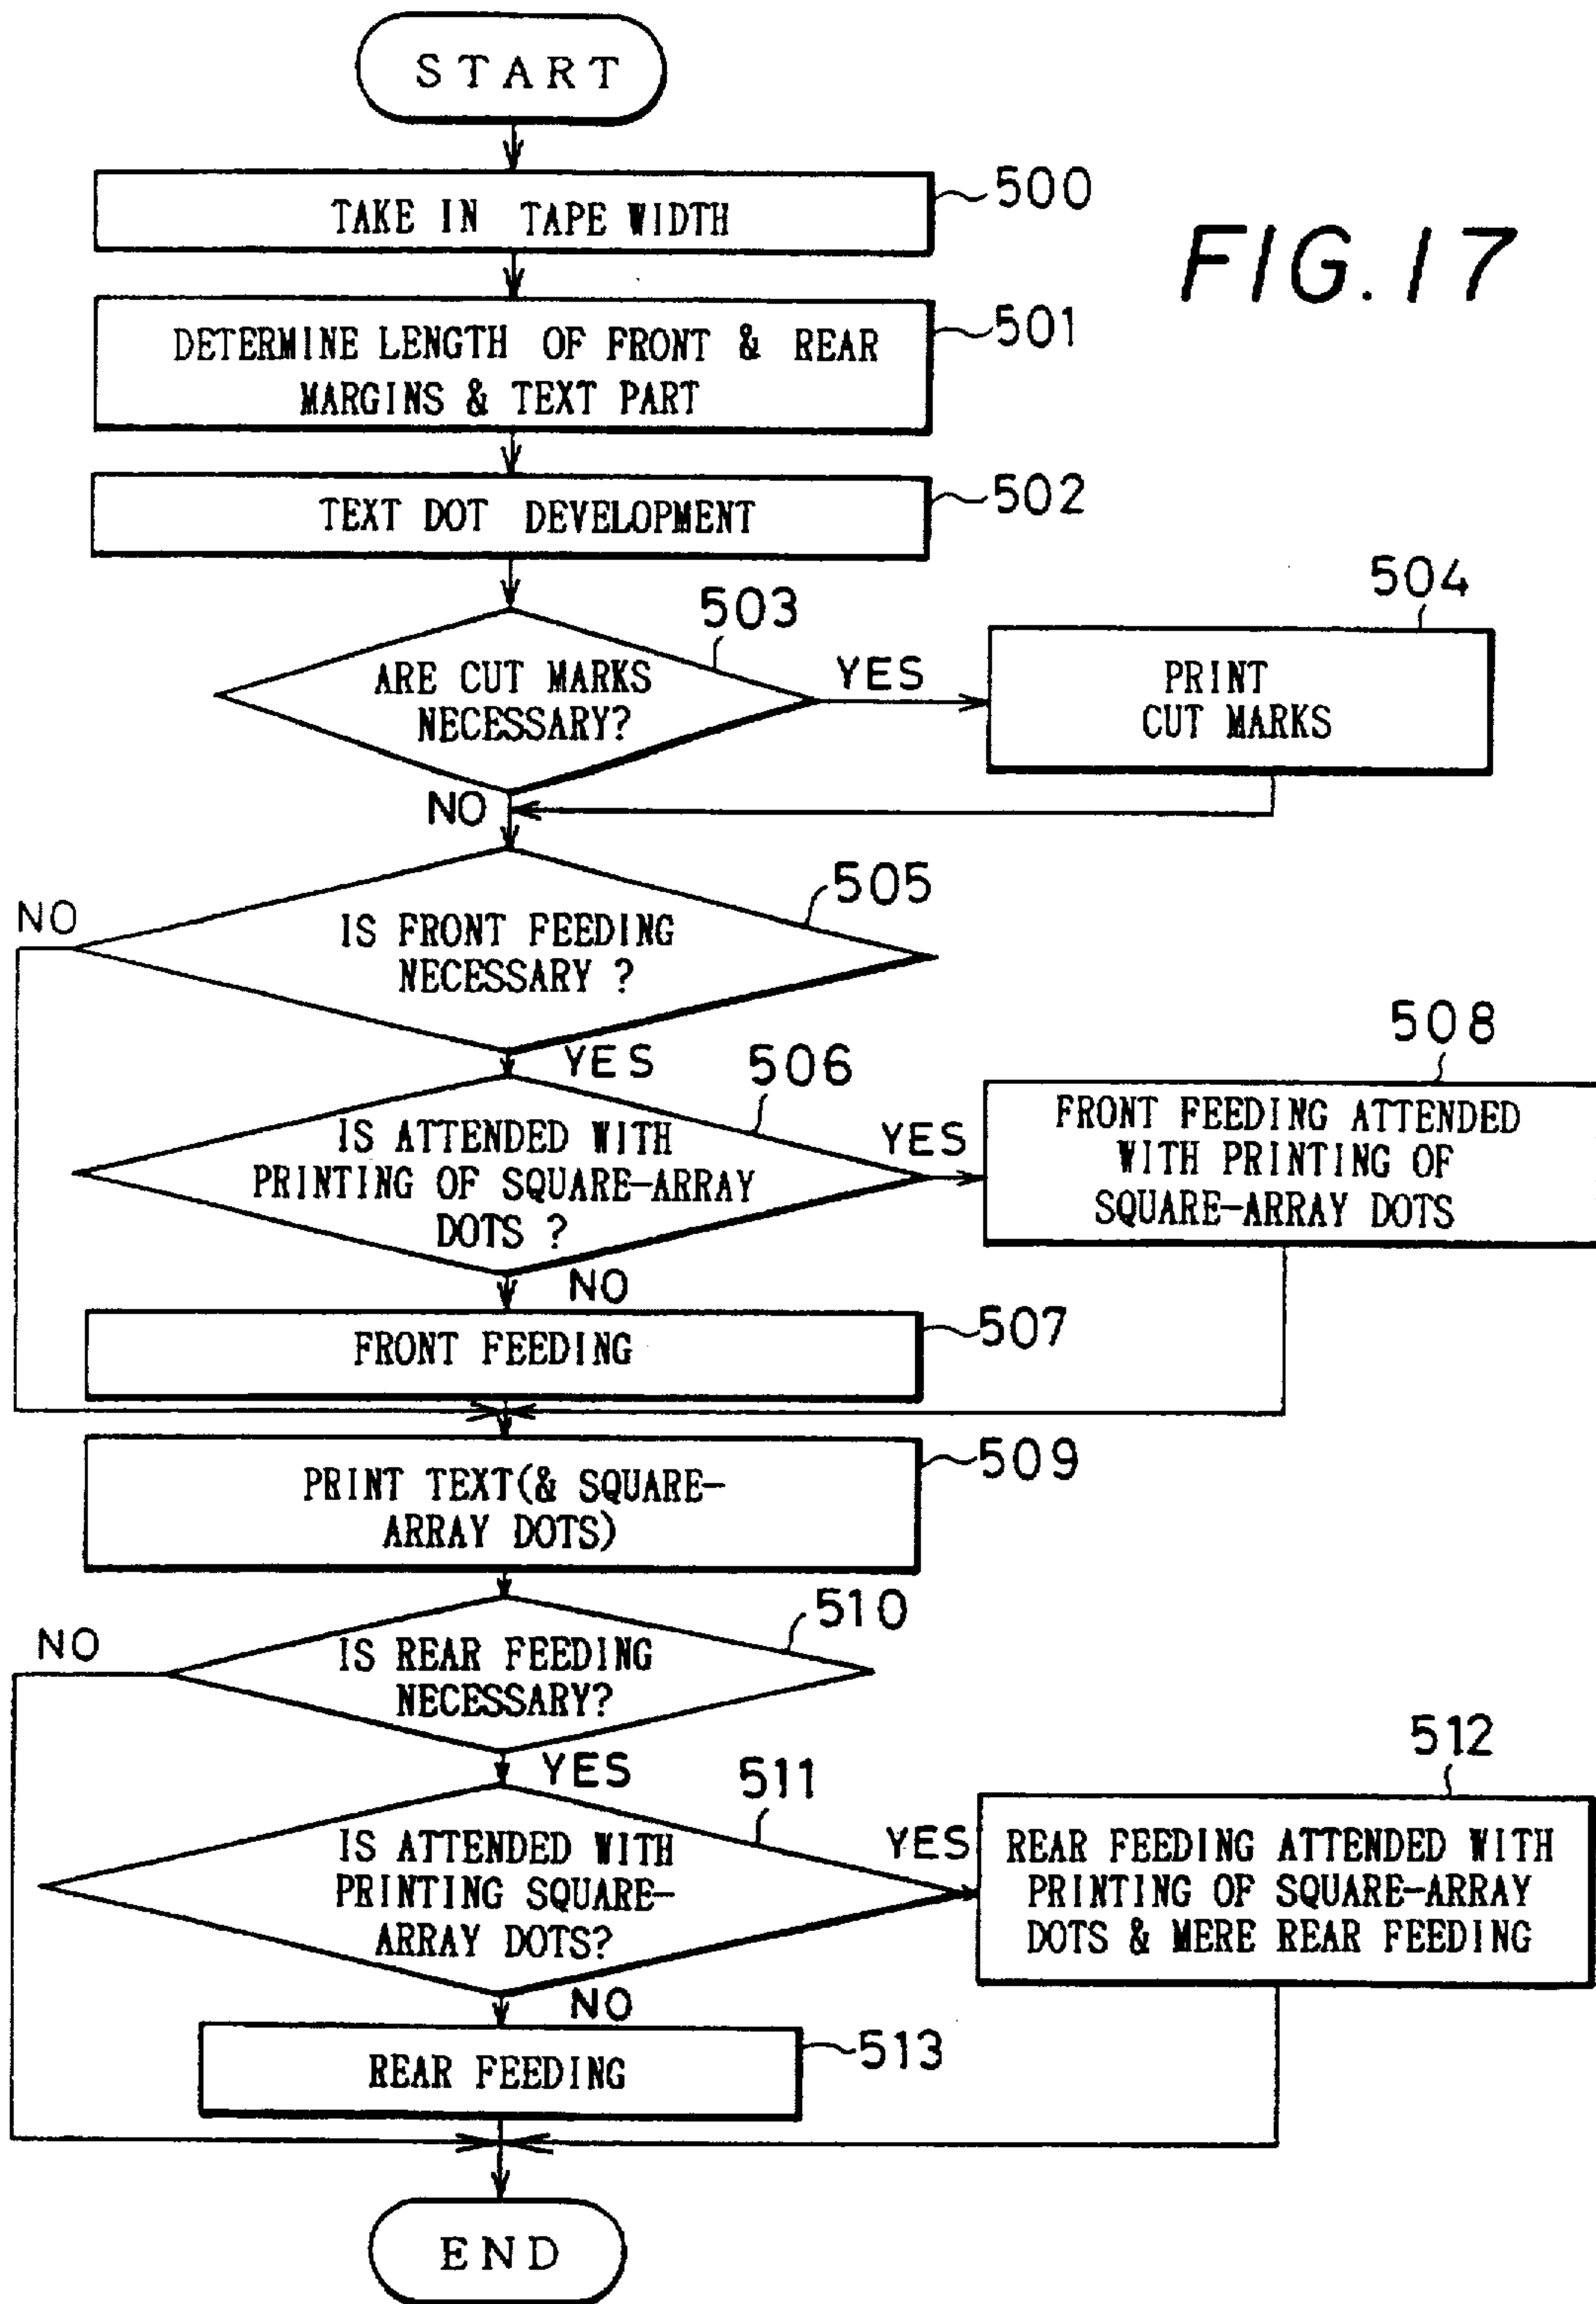 START
TAKE IN TAPE WIDTH
500
FIG. 17
DETERMINE LENGTH OF FRONT & REAR
MARGINS & TEXT PART
501
TEXT DOT DEVELOPMENT
502
503
ARE CUT MARKS
NECESSARY?
YES
504
PRINT
CUT MARKS
NO
505
NO
IS FRONT FEEDING
NECESSARY ?
YES
506
IS ATTENDED WITH
PRINTING OF SQUARE-ARRAY
DOTS ?
YES
508
FRONT FEEDING ATTENDED
WITH PRINTING OF
SQUARE-ARRAY DOTS
NO
FRONT FEEDING
507
PRINT TEXT(& SQUARE-
ARRAY DOTS)
509
510
NO
IS REAR FEEDING
NECESSARY?
YES
511
IS ATTENDED WITH
PRINTING SQUARE-
ARRAY DOTS?
YES
512
REAR FEEDING ATTENDED WITH
PRINTING OF SQUARE-ARRAY
DOTS & MERE REAR FEEDING
NO
REAR FEEDING
513
END